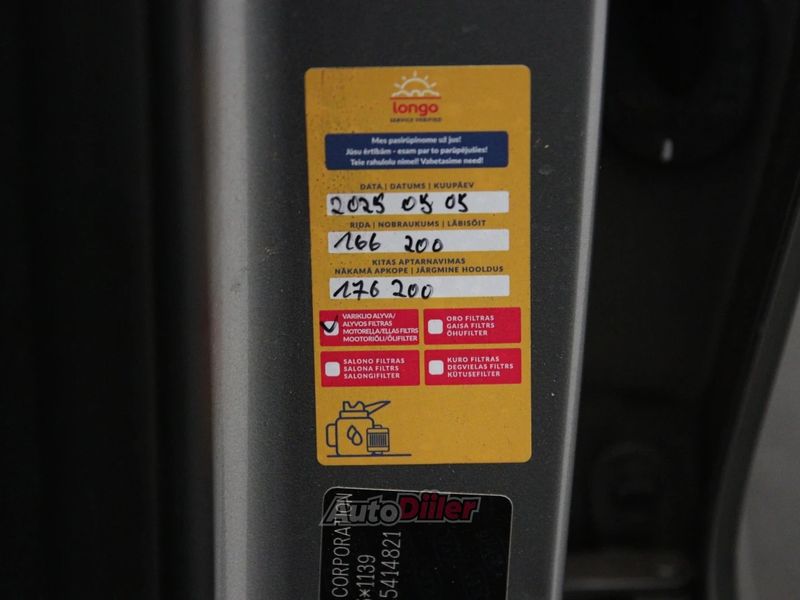 longo
SERVICE VERIFIED
Mes pasirūpinome už jus!
Jūsu ērtībām - esam par to parūpējušies!
Teie rahulolu nimel! Vahetasime need!
DATA | DATUMS | KUUPÄEV
2025 05 05
RIDA | NOBRAUKUMS | LÄBISÕIT
166 200
KITAS APTARNAVIMAS
NĀKAMĀ APKOPE | JÄRGMINE HOOLDUS
176 200
VARIKLIO ALYVA/
ALYVOS FILTRAS
MOTORELLA/ELLAS FILTRS
MOOTORIÕLI/ÕLIFILTER
ORO FILTRAS
GAISA FILTRS
ÕHUFILTER
SALONO FILTRAS
SALONA FILTRS
SALONGIFILTER
KURO FILTRAS
DEGVIELAS FILTRS
KÜTUSEFILTER
AutoDiiler
CORPORATION
*1139
5414821